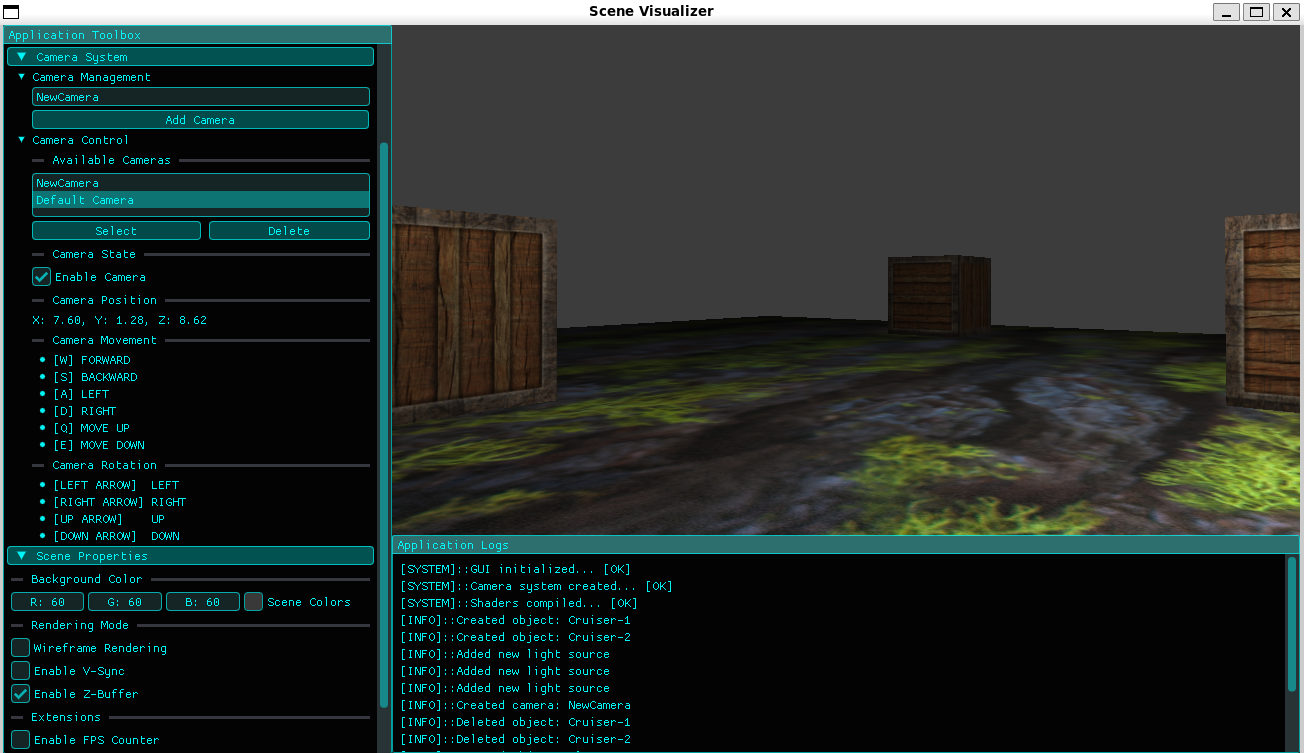 Scene Visualizer
Application Toolbox
Camera System
Camera Management
NewCamera
Add Camera
Camera Control
Available Cameras
NewCamera
Default Camera
Select Delete
Camera State
Enable Camera
Camera Position
X: 7.60, Y: 1.28, Z: 8.62
Camera Movement
[W] FORWARD
[S] BACKWARD
[A] LEFT
[D] RIGHT
[Q] MOVE UP
[E] MOVE DOWN
Camera Rotation
[LEFT ARROW] LEFT
[RIGHT ARROW] RIGHT
[UP ARROW] UP
[DOWN ARROW] DOWN
Scene Properties
Background Color
R: 60 G: 60 B: 60 Scene Colors
Rendering Mode
Wireframe Rendering
Enable V-Sync
Enable Z-Buffer
Extensions
Enable FPS Counter
Application Logs
[SYSTEM]::GUI initialized... [OK]
[SYSTEM]::Camera system created... [OK]
[SYSTEM]::Shaders compiled... [OK]
[INFO]::Created object: Cruiser-1
[INFO]::Created object: Cruiser-2
[INFO]::Added new light source
[INFO]::Added new light source
[INFO]::Added new light source
[INFO]::Created camera: NewCamera
[INFO]::Deleted object: Cruiser-1
[INFO]::Deleted object: Cruiser-2